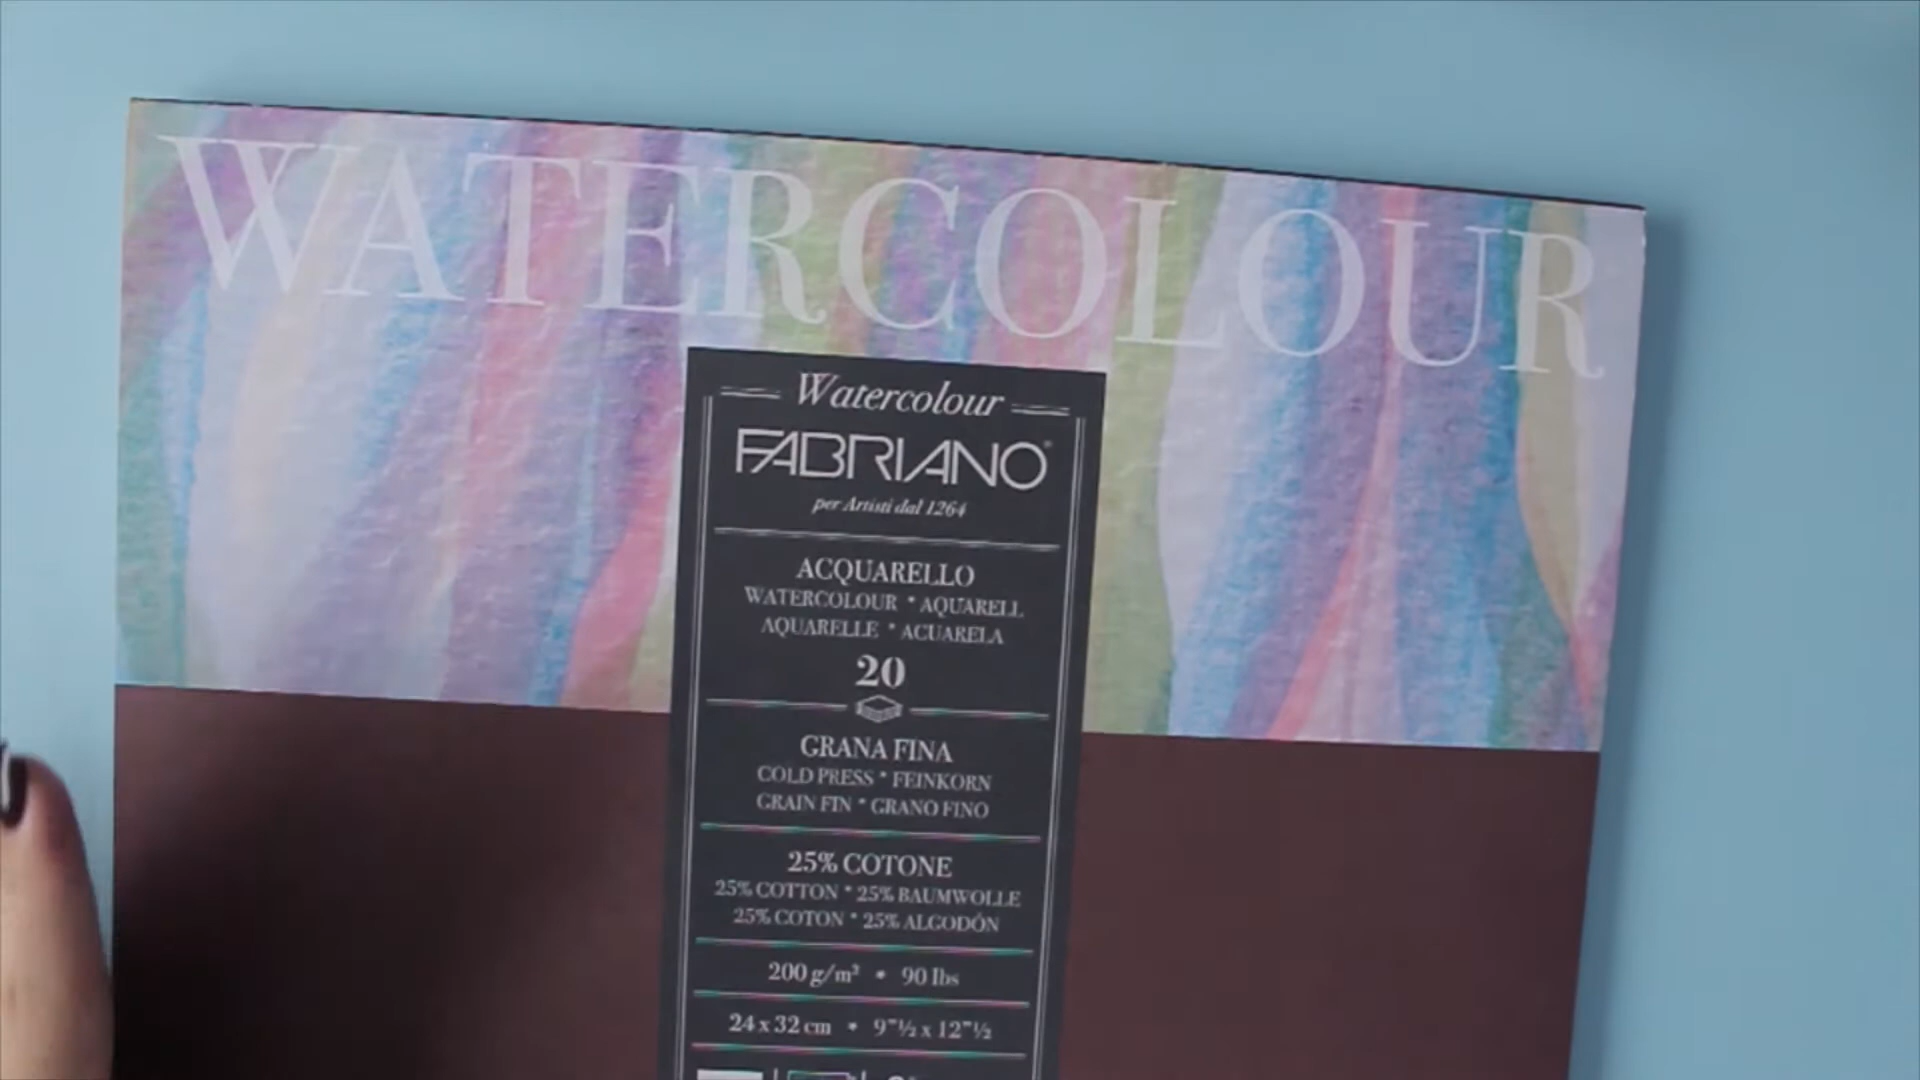 WATERCOLOUR
Watercolour
FABRIANO®
per Artisti dal 1264
ACQUARELLO
WATERCOLOUR * AQUARELL
AQUARELLE * ACUARELA
20
GRANA FINA
COLD PRESS * FEINKORN
GRAIN FIN * GRANO FINO
25% COTONE
25% COTTON * 25% BAUMWOLLE
25% COTON * 25% ALGODÓN
200 g/m² * 90 lbs
24 x 32 cm * 9"½ x 12"½